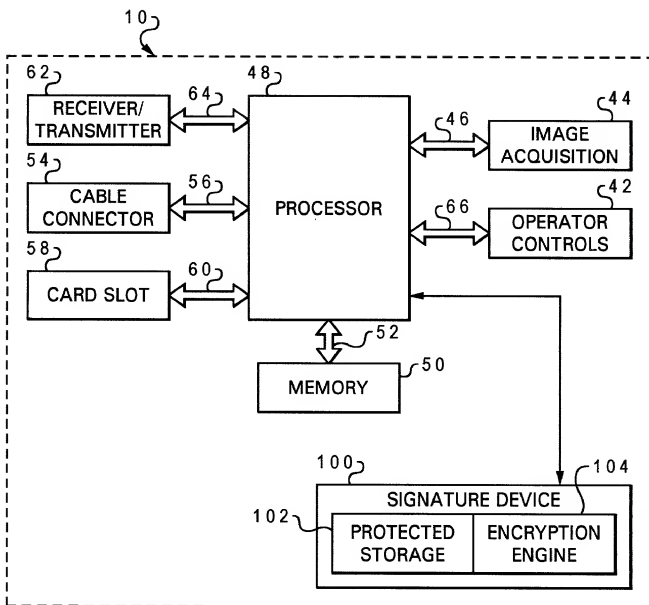 10
62
RECEIVER/
TRANSMITTER
64
48
PROCESSOR
46
44
IMAGE
ACQUISITION
54
CABLE
CONNECTOR
56
66
42
OPERATOR
CONTROLS
58
CARD SLOT
60
52
MEMORY
50
100
SIGNATURE DEVICE
104
102
PROTECTED
STORAGE
ENCRYPTION
ENGINE